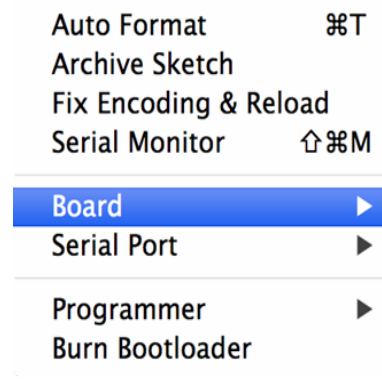 Auto Format ⌘T
Archive Sketch
Fix Encoding & Reload
Serial Monitor ⇧⌘M
Board ▶
Serial Port ▶
Programmer ▶
Burn Bootloader